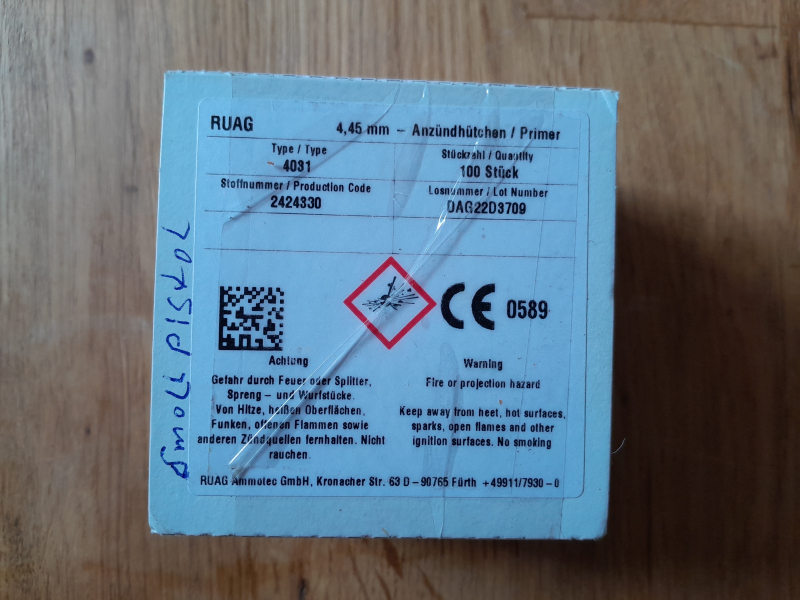 RUAG
4,45 mm – Anzündhütchen / Primer
Type / Type
4031
Stückzahl / Quantity
100 Stück
Stoffnummer / Production Code
2424330
Losnummer / Lot Number
DAG22D3709
CE 0589
Achtung
Gefahr durch Feuer oder Splitter,
Spreng – und Wurfstücke.
Von Hitze, heißen Oberflächen,
Funken, offenen Flammen sowie
anderen Zündquellen fernhalten. Nicht
rauchen.
Warning
Fire or projection hazard
Keep away from heet, hot surfaces,
sparks, open flames and other
ignition surfaces. No smoking
RUAG Ammotec GmbH, Kronacher Str. 63 D – 90765 Fürth +49911/7930 – 0
Small PISTOL